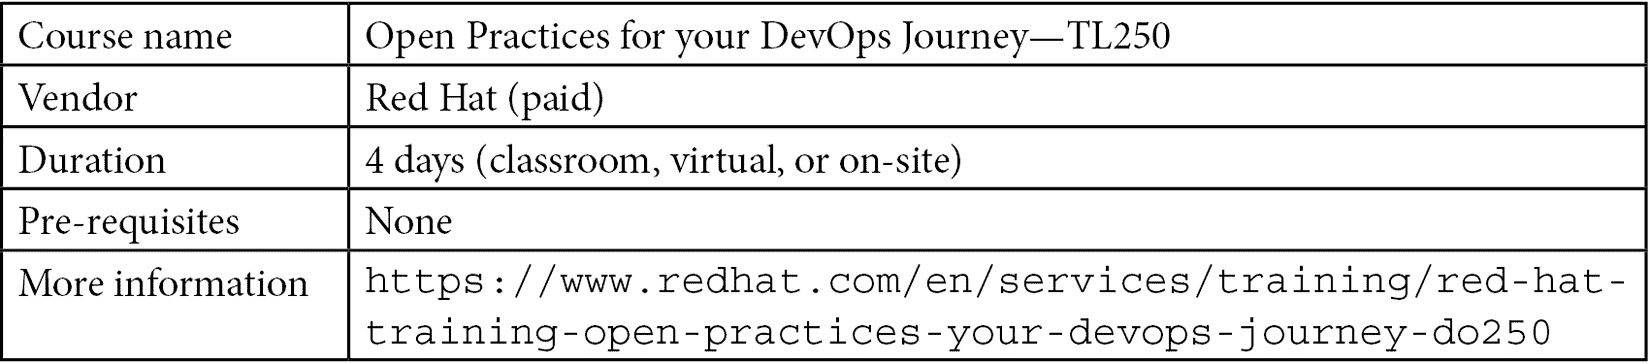 Course name Open Practices for your DevOps Journey—TL250
Vendor Red Hat (paid)
Duration 4 days (classroom, virtual, or on-site)
Pre-requisites None
More information https://www.redhat.com/en/services/training/red-hat-
training-open-practices-your-devops-journey-do250